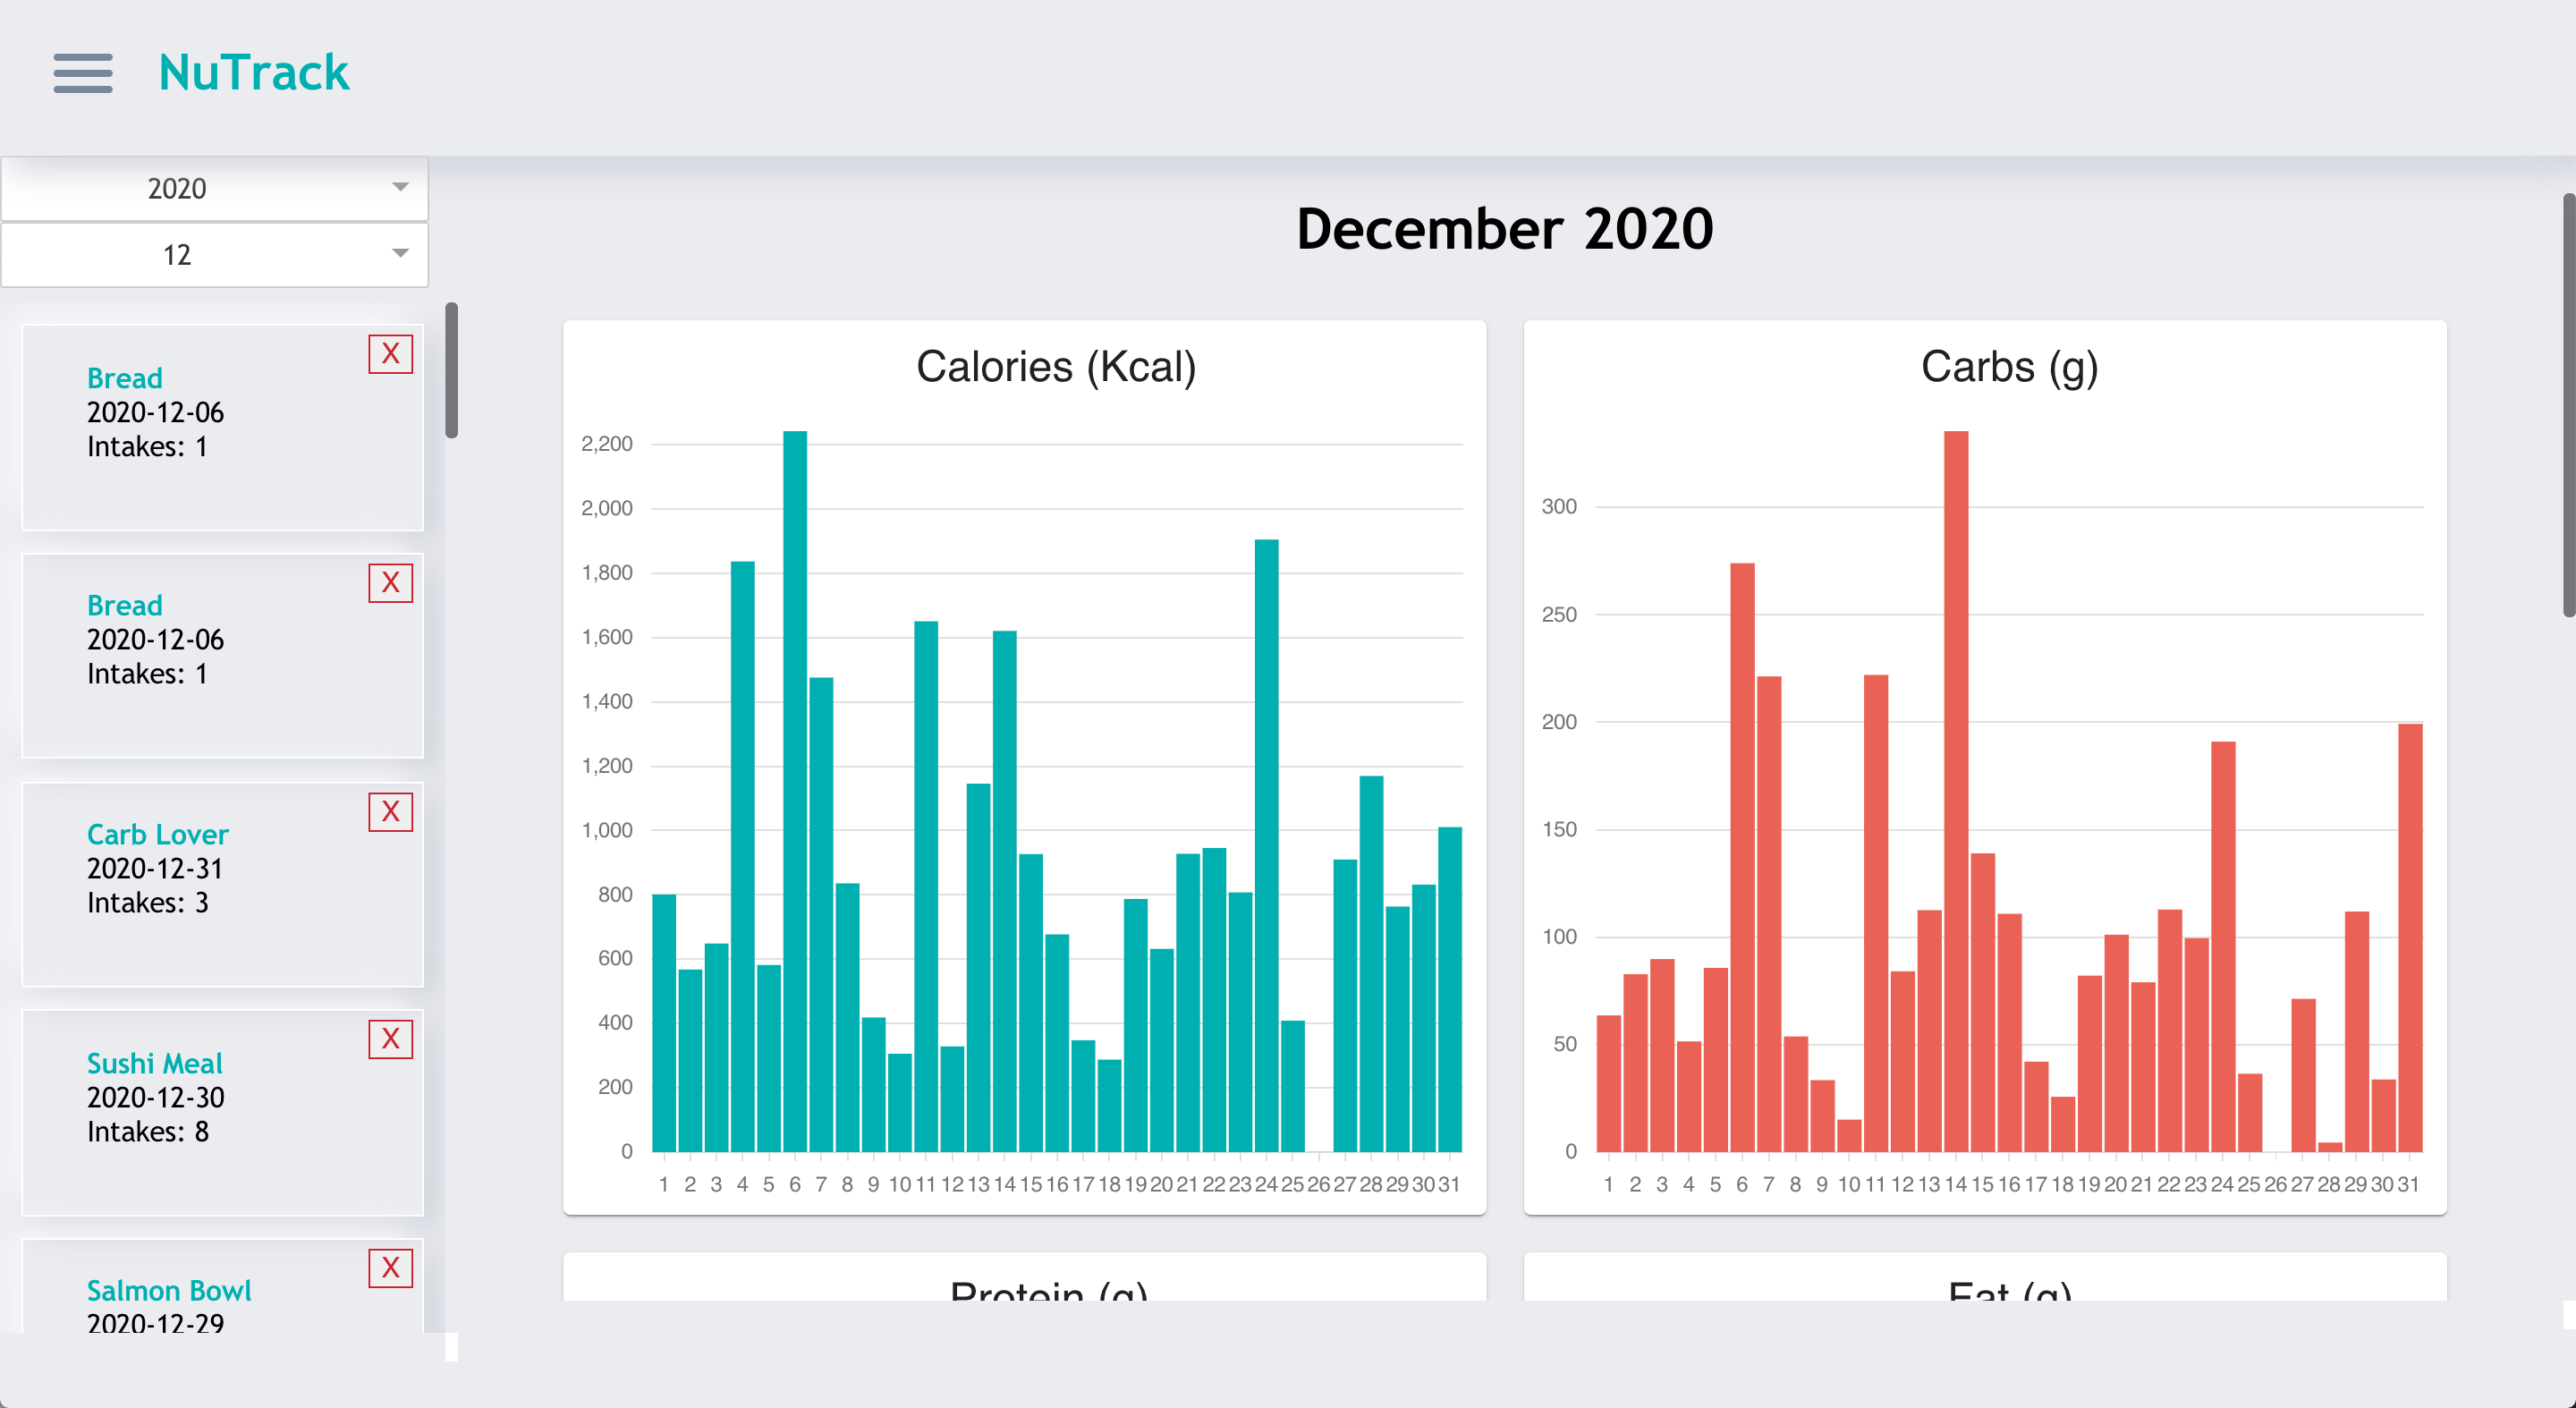 NuTrack
2020
12
December 2020
X
Bread
2020-12-06
Intakes: 1
X
Bread
2020-12-06
Intakes: 1
X
Carb Lover
2020-12-31
Intakes: 3
X
Sushi Meal
2020-12-30
Intakes: 8
X
Salmon Bowl
2020-12-29
Calories (Kcal)
2,200
2,000
1,800
1,600
1,400
1,200
1,000
800
600
400
200
0
1 2 3 4 5 6 7 8 9 10 11 12 13 14 15 16 17 18 19 20 21 22 23 24 25 26 27 28 29 30 31
Carbs (g)
300
250
200
150
100
50
0
1 2 3 4 5 6 7 8 9 10 11 12 13 14 15 16 17 18 19 20 21 22 23 24 25 26 27 28 29 30 31
Protein (g)
Fat (g)